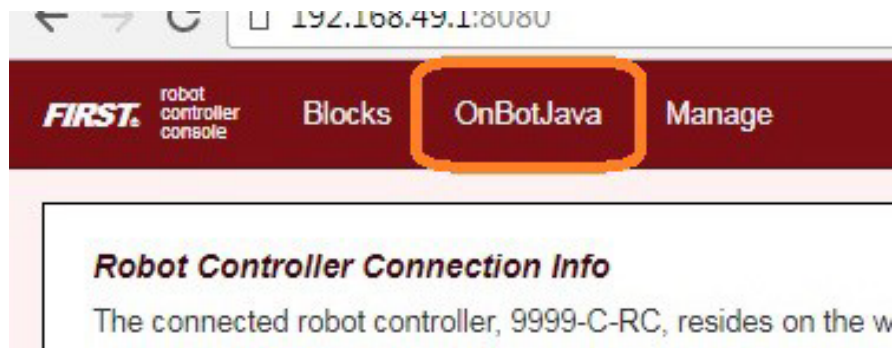 192.168.49.1:8080
FIRST. robot controller console Blocks OnBotJava Manage
Robot Controller Connection Info
The connected robot controller, 9999-C-RC, resides on the